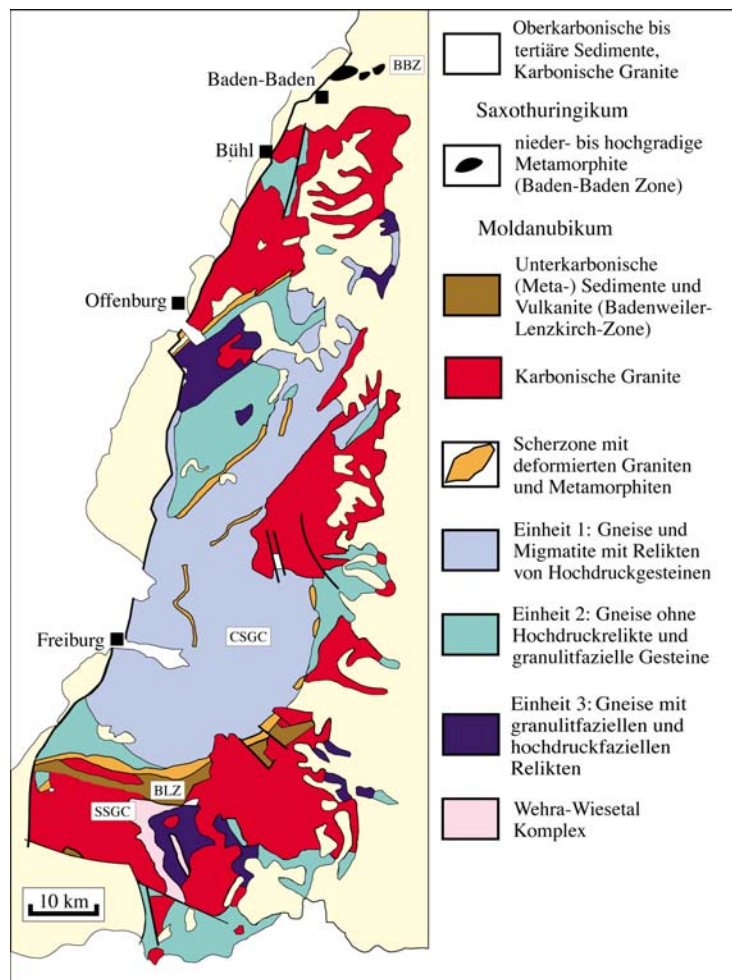 BBZ
Baden-Baden
Bühl
Offenburg
Freiburg
CSGC
BLZ
SSGC
10 km
Oberkarbonische bis
tertiäre Sedimente,
Karbonische Granite
Saxothuringikum
nieder- bis hochgradige
Metamorphite
(Baden-Baden Zone)
Moldanubikum
Unterkarbonische
(Meta-) Sedimente und
Vulkanite (Badenweiler-
Lenzkirch-Zone)
Karbonische Granite
Scherzone mit
deformierten Graniten
und Metamorphiten
Einheit 1: Gneise und
Migmatite mit Relikten
von Hochdruckgesteinen
Einheit 2: Gneise ohne
Hochdruckrelikte und
granulitfazielle Gesteine
Einheit 3: Gneise mit
granulitfaziellen und
hochdruckfaziellen
Relikten
Wehra-Wiesetal
Komplex